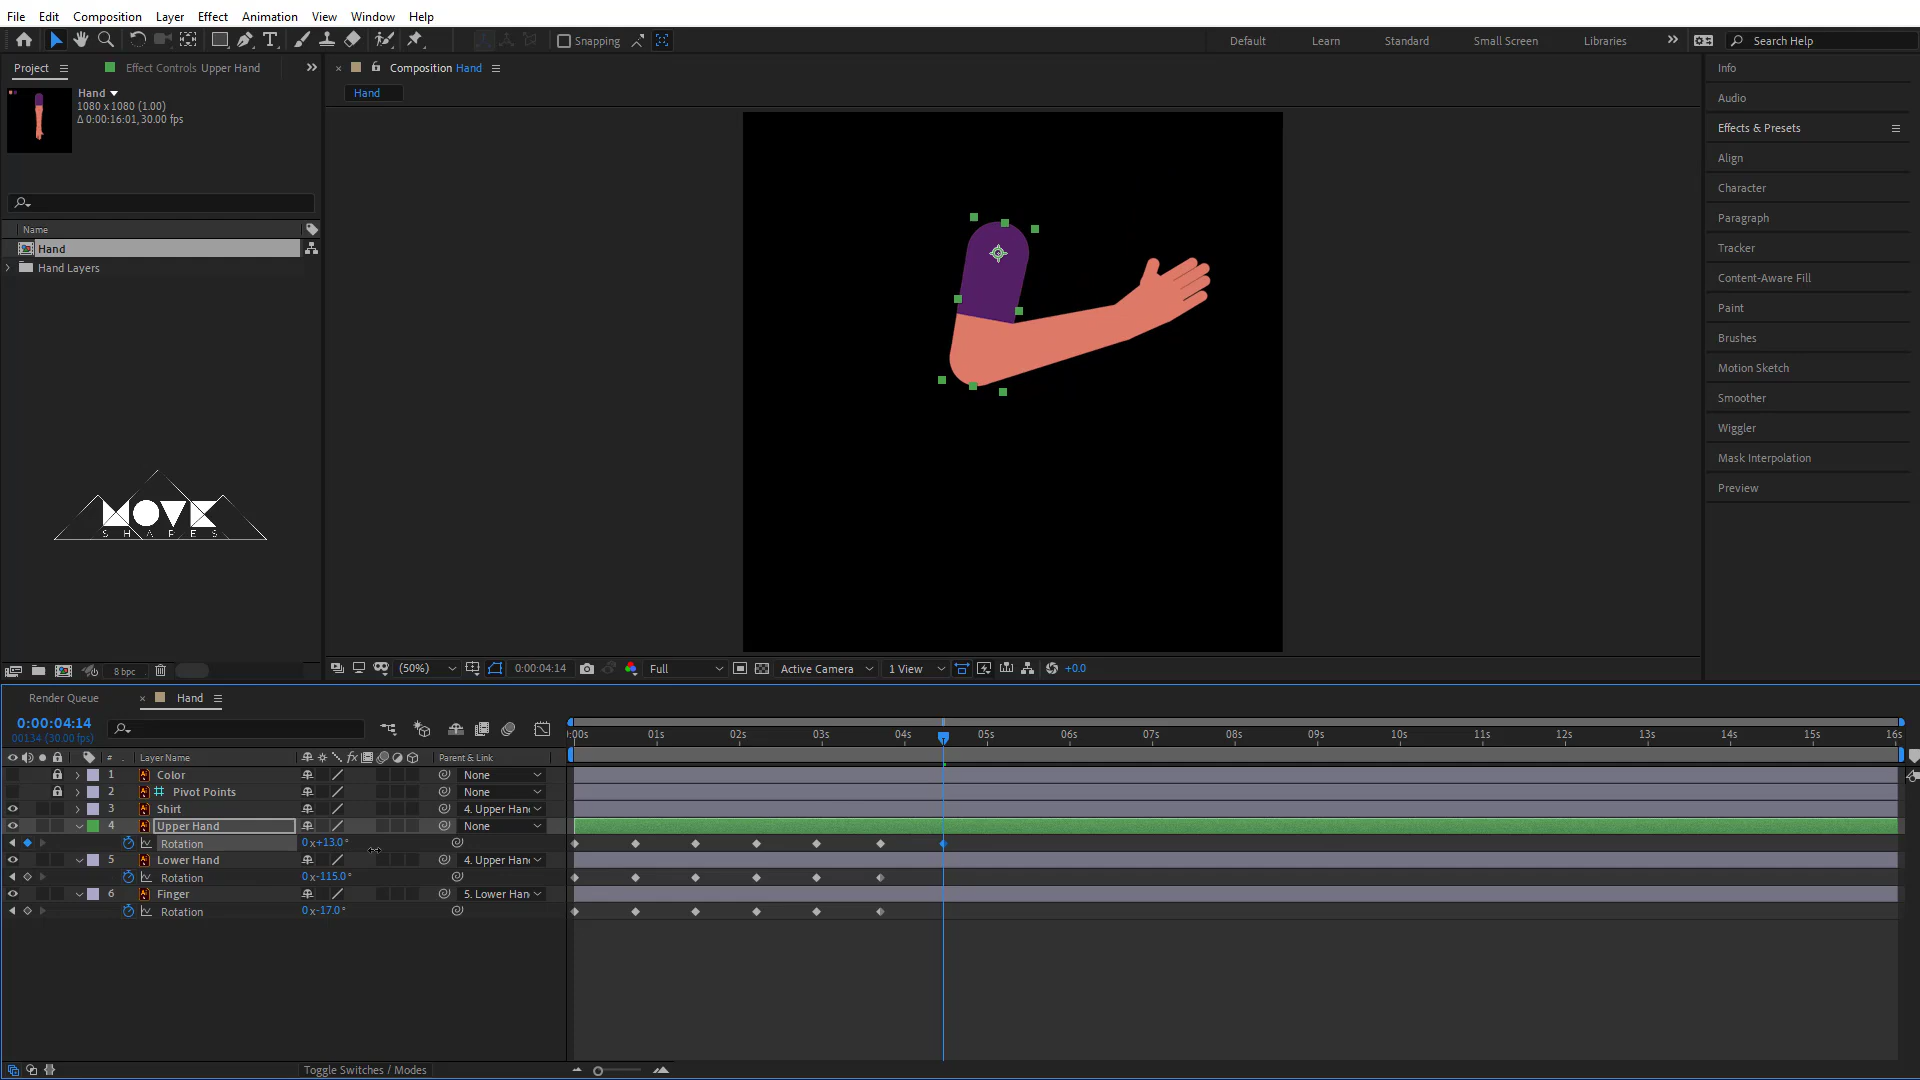 File Edit Composition Layer Effect Animation View Window Help
Snapping Default Learn Standard Small Screen Libraries Search Help
Project Effect Controls Upper Hand Composition Hand Info
Hand
Hand
1080 x 1080 (1.00)
Δ 0:00:16:01, 30.00 fps
Audio
Effects & Presets
Align
Character
Paragraph
Tracker
Content-Aware Fill
Paint
Brushes
Motion Sketch
Smoother
Wiggler
Mask Interpolation
Preview
Name
Hand
Hand Layers
MOVE
SHAPES
8 bpc (50%) 0:00:04:14 Full Active Camera 1 View +0.0
Render Queue Hand
0:00:04:14
00134 (30.00 fps)
:00s 01s 02s 03s 04s 05s 06s 07s 08s 09s 10s 11s 12s 13s 14s 15s 16s
# . Layer Name Parent & Link
1 Color None
2 Pivot Points None
3 Shirt 4. Upper Han
4 Upper Hand None
Rotation 0x+13.0°
5 Lower Hand 4. Upper Han
Rotation 0x-115.0°
6 Finger 5. Lower Han
Rotation 0x-17.0°
Toggle Switches / Modes